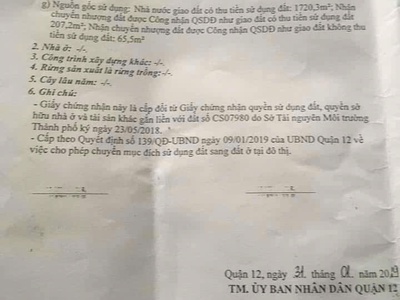 g) Nguồn gốc sử dụng: Nhà nước giao đất có thu tiền sử dụng đất: 1720,3m²; Nhận
chuyển nhượng đất được Công nhận QSDĐ như giao đất có thu tiền sử dụng đất
207,2m²; Nhận chuyển nhượng đất được Công nhận QSDĐ như giao đất không thu
tiền sử dụng đất: 65,5m²
2. Nhà ở: -/-
3. Công trình xây dựng khác: -/-
4. Rừng sản xuất là rừng trồng: -/-
5. Cây lâu năm: -/-
6. Ghi chú:
- Giấy chứng nhận này là cấp đổi từ Giấy chứng nhận quyền sử dụng đất, quyền sở
hữu nhà ở và tài sản khác gắn liền với đất số CS07980 do Sở Tài nguyên Môi trường
Thành phố ký ngày 23/05/2018.
- Cấp theo Quyết định số 139/QĐ-UBND ngày 09/01/2019 của UBND Quận 12 về
việc cho phép chuyển mục đích sử dụng đất sang đất ở tại đô thị.
Quận 12, ngày 31 tháng 01 năm 2019
TM. ỦY BAN NHÂN DÂN QUẬN 12